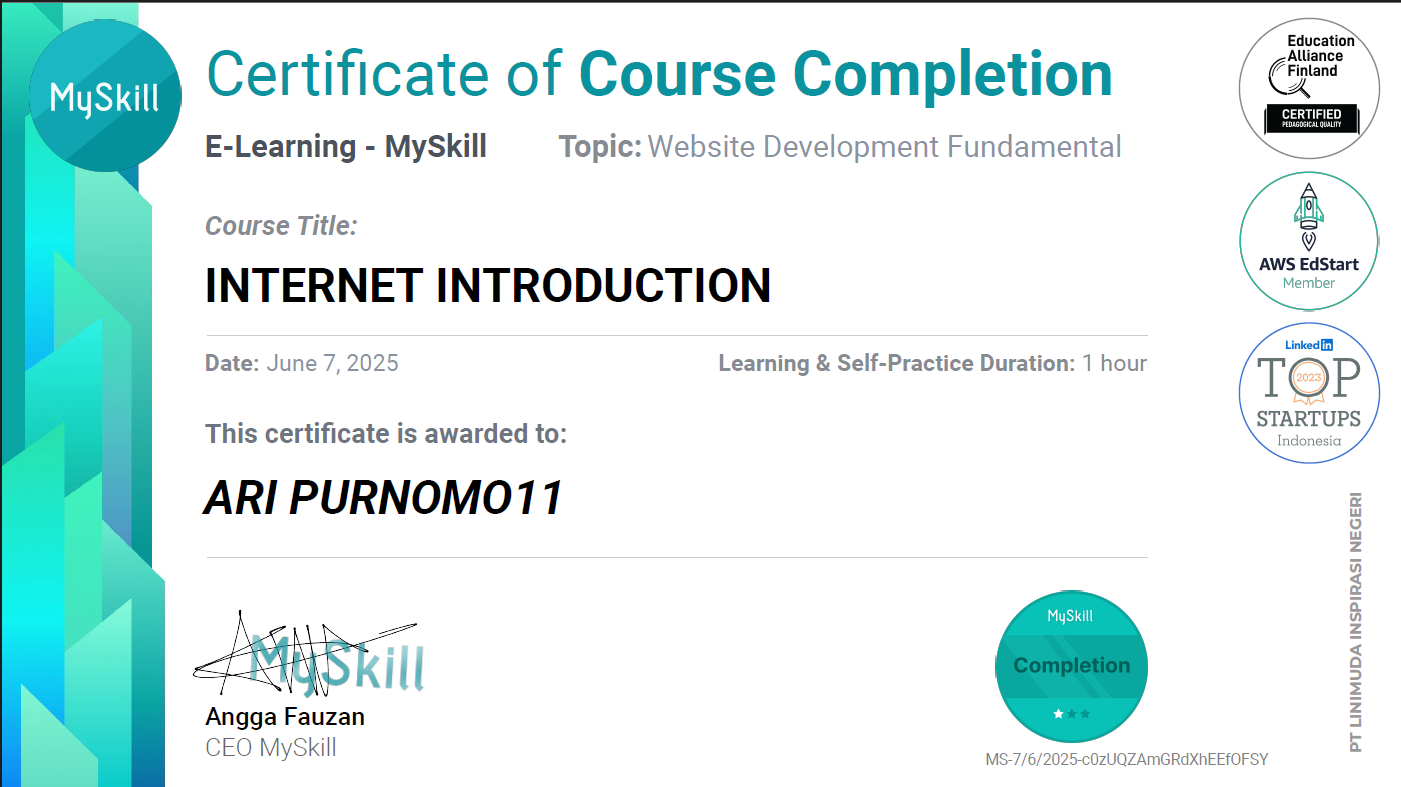 MySkill
Certificate of Course Completion
E-Learning - MySkill
Topic: Website Development Fundamental
Course Title:
INTERNET INTRODUCTION
Date: June 7, 2025
Learning & Self-Practice Duration: 1 hour
This certificate is awarded to:
ARI PURNOMO11
MySkill
Angga Fauzan
CEO MySkill
MySkill
Completion
MS-7/6/2025-c0zUQZAmGRdXhEEfOFSY
Education
Alliance
Finland
CERTIFIED
PEDAGOGICAL QUALITY
AWS EdStart
Member
Linked in
TOP
2023
STARTUPS
Indonesia
PT LINIMUDA INSPIRASI NEGERI